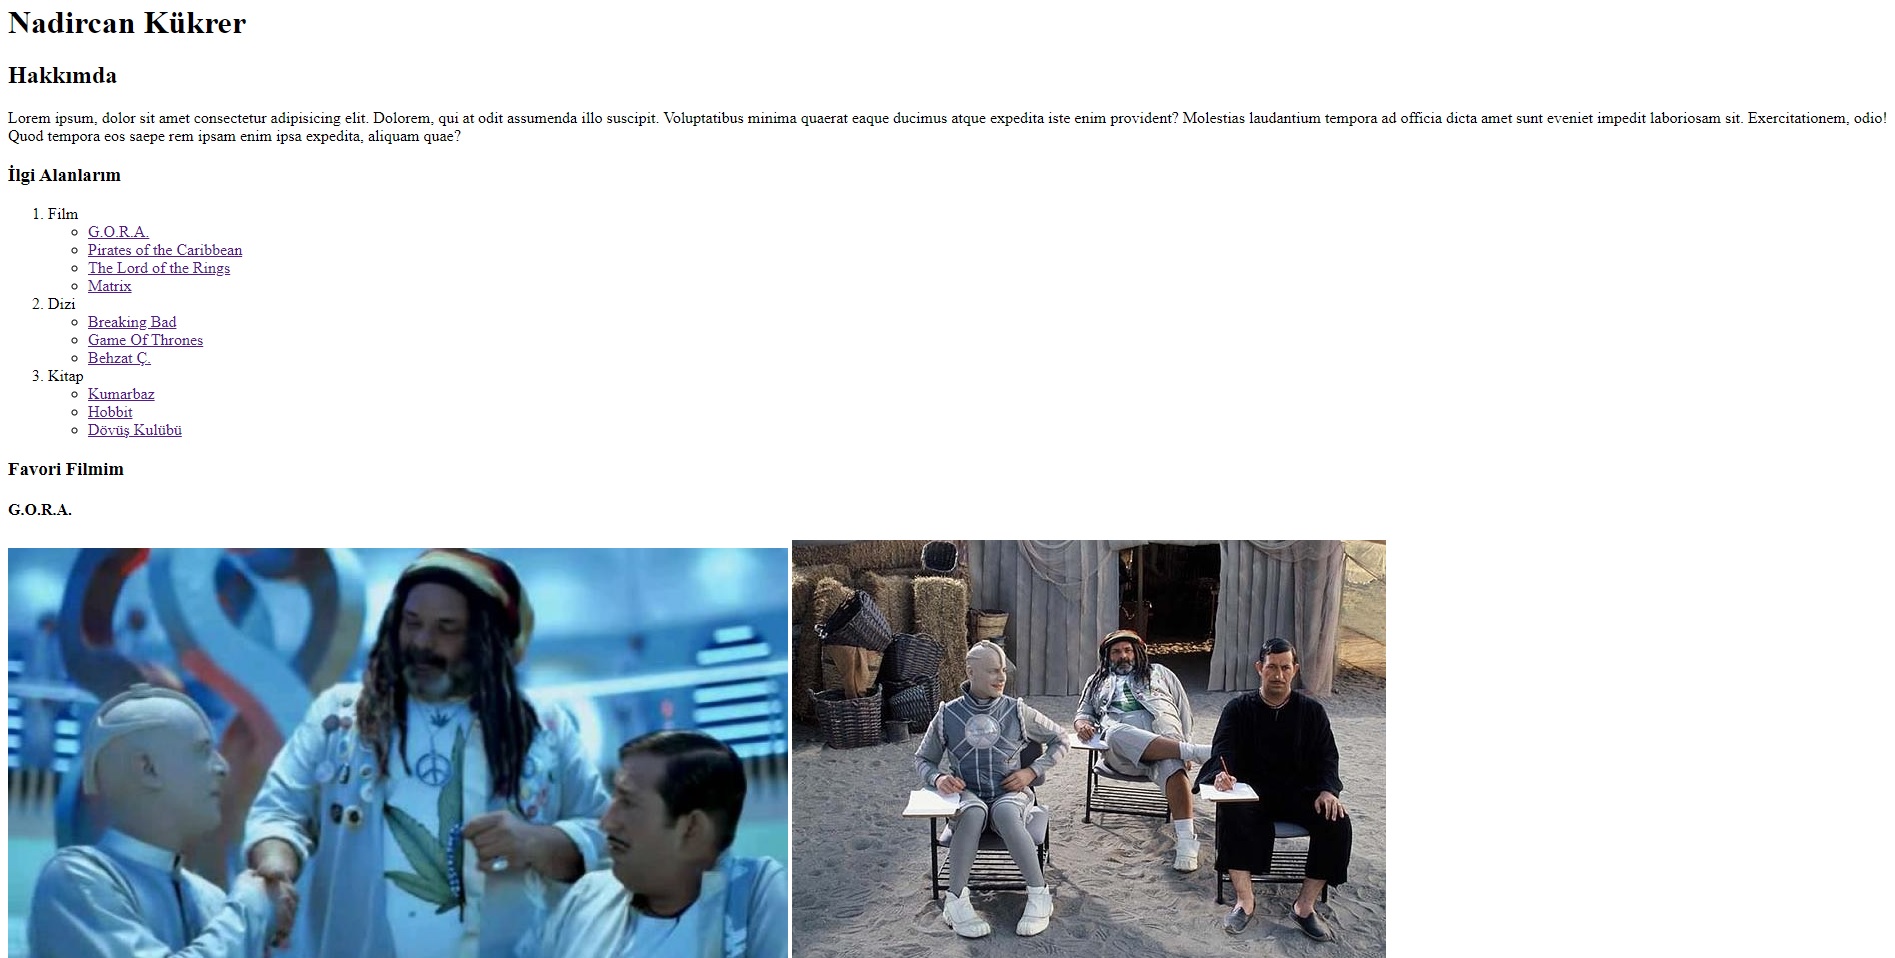 Nadircan Kükrer
Hakkımda
Lorem ipsum, dolor sit amet consectetur adipisicing elit. Dolorem, qui at odit assumenda illo suscipit. Voluptatibus minima quaerat eaque ducimus atque expedita iste enim provident? Molestias laudantium tempora ad officia dicta amet sunt eveniet impedit laboriosam sit. Exercitationem, odio!
Quod tempora eos saepe rem ipsam enim ipsa expedita, aliquam quae?
İlgi Alanlarım
1. Film
G.O.R.A.
Pirates of the Caribbean
The Lord of the Rings
Matrix
2. Dizi
Breaking Bad
Game Of Thrones
Behzat Ç.
3. Kitap
Kumarbaz
Hobbit
Dövüş Kulübü
Favori Filmim
G.O.R.A.